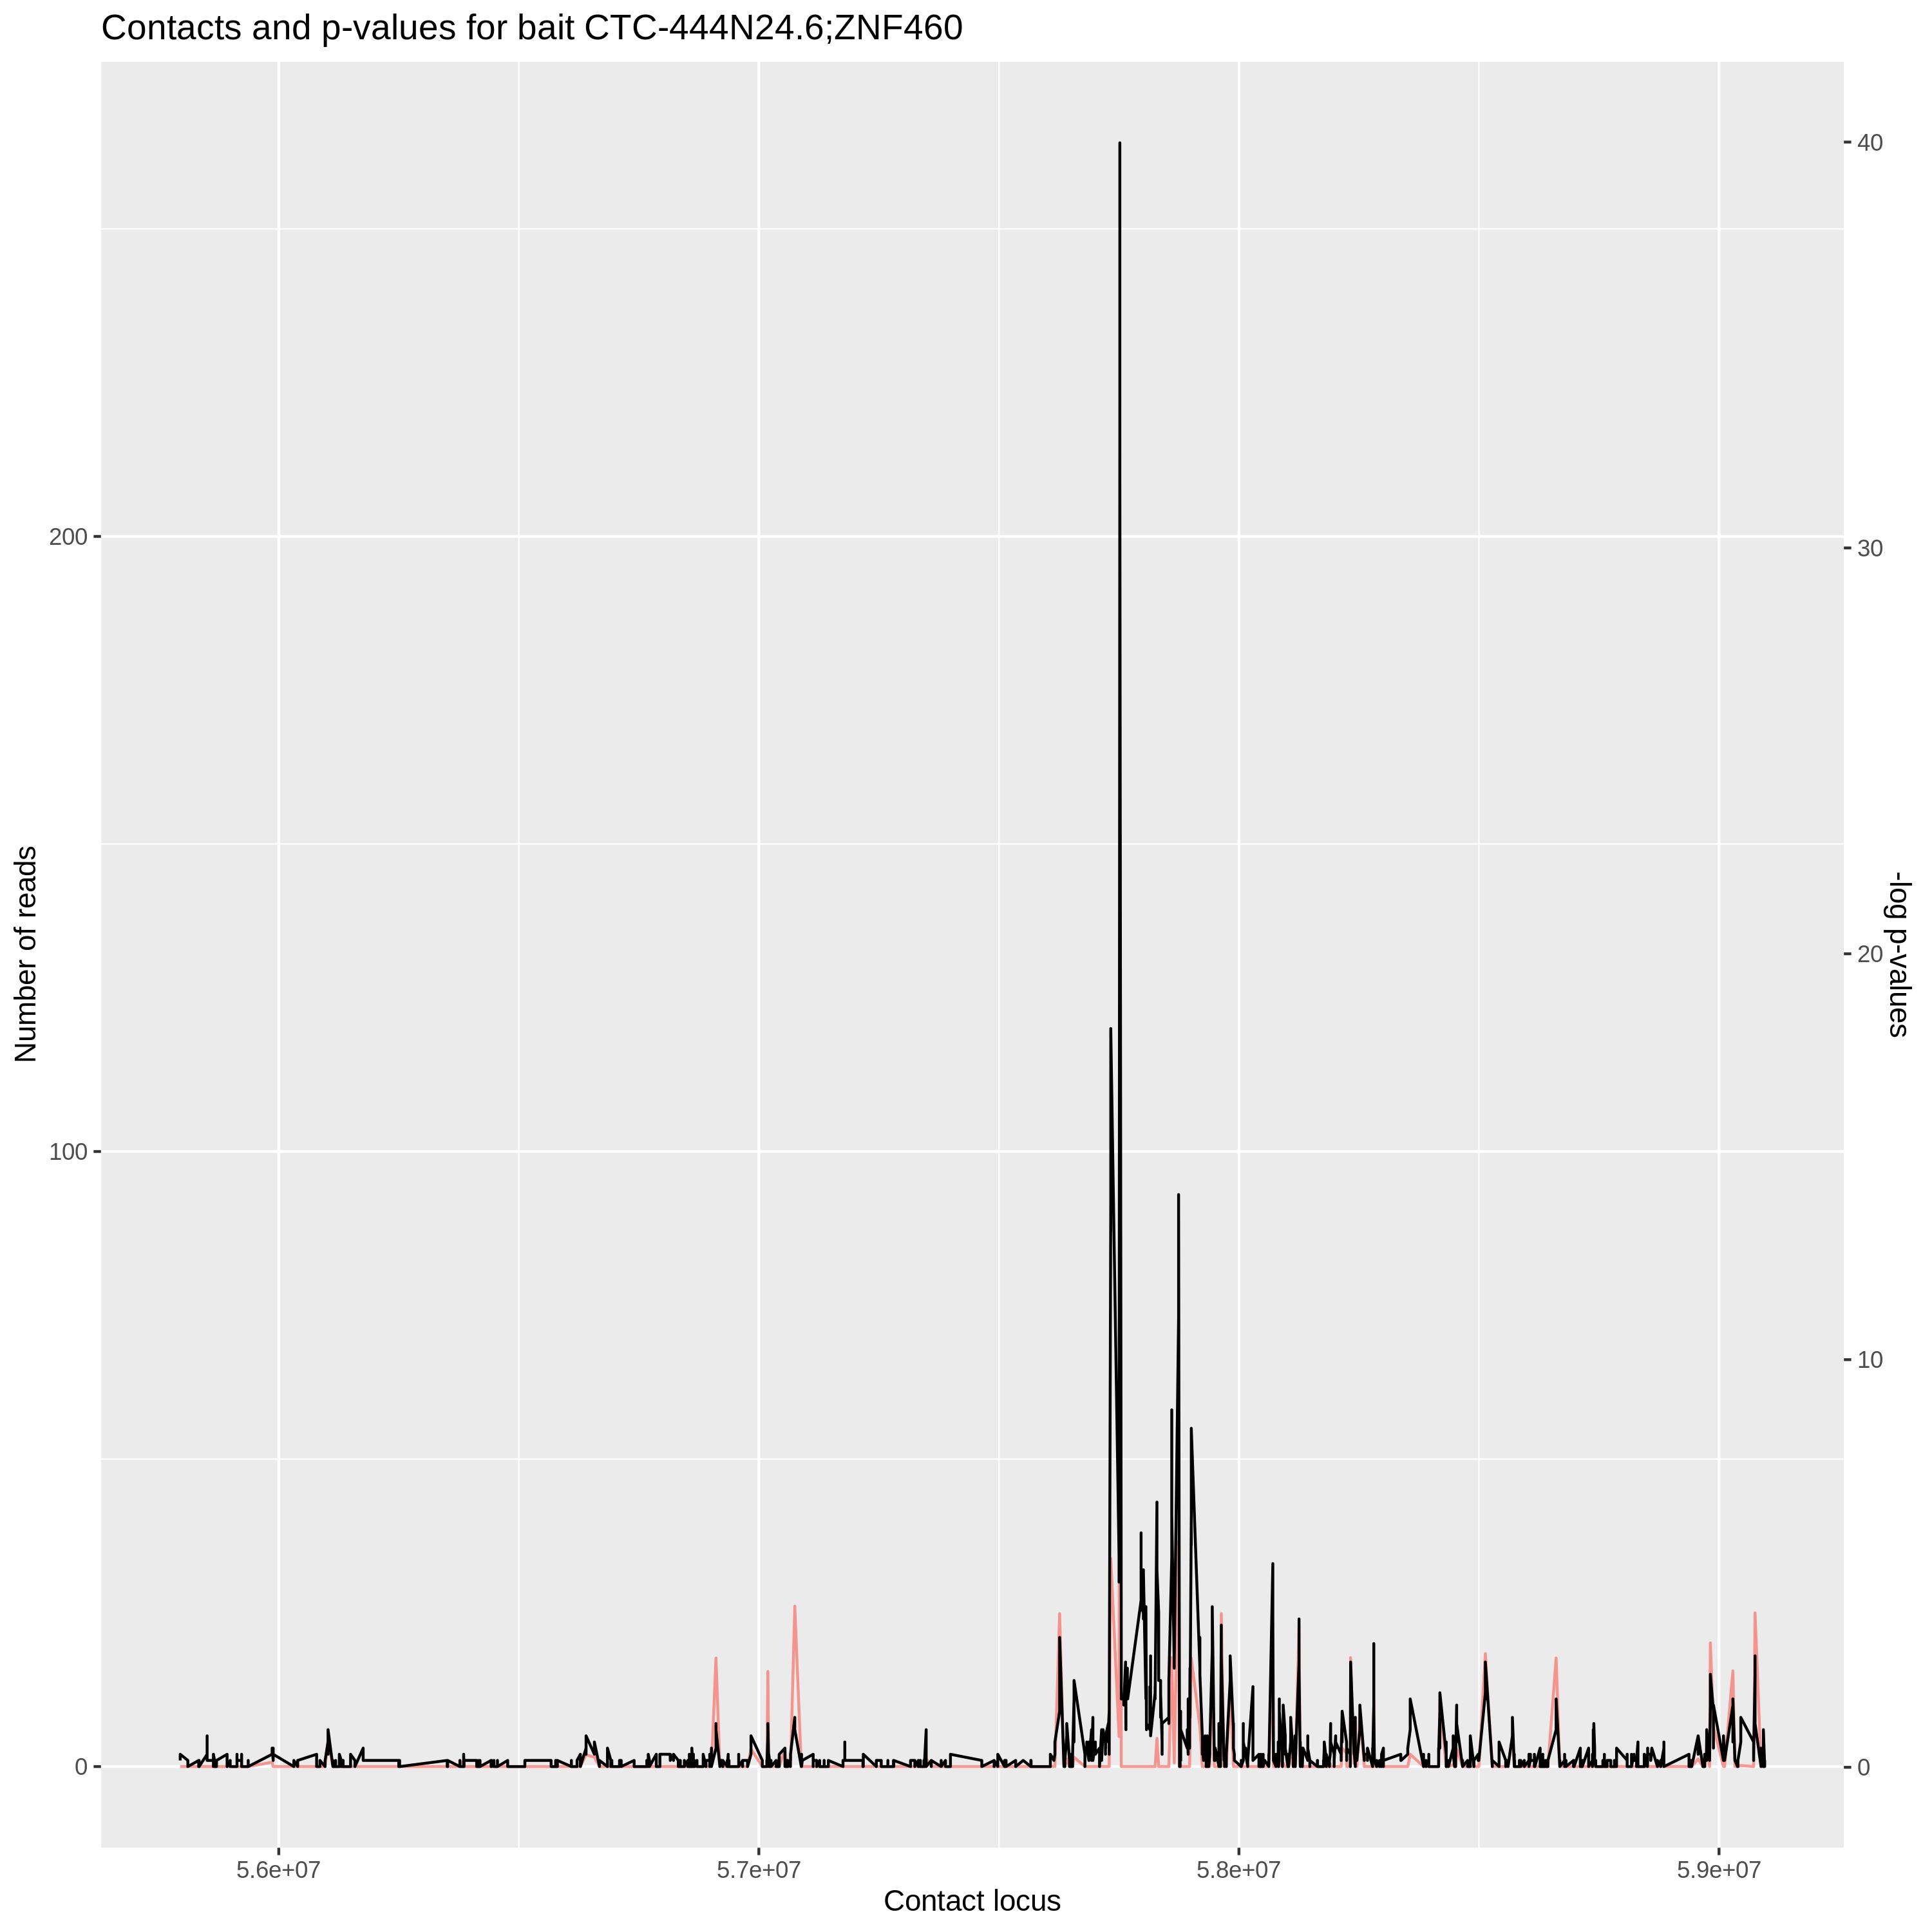 Contacts and p-values for bait CTC-444N24.6;ZNF460
Number of reads
200
100
0
40
30
20
10
0
-log p-values
5.6e+07
5.7e+07
5.8e+07
5.9e+07
Contact locus